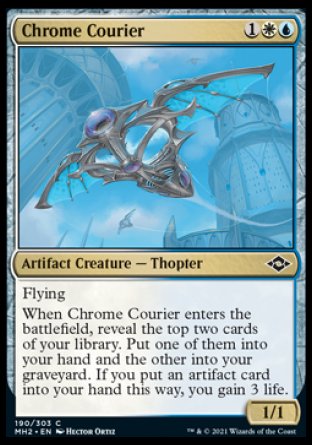 Chrome Courier 1
Artifact Creature — Thopter
Flying
When Chrome Courier enters the
battlefield, reveal the top two cards
of your library. Put one of them into
your hand and the other into your
graveyard. If you put an artifact
card into your hand this way, you gain 3 life.
1/1
190/303 C
MH2 • EN Hector Ortiz
™ & © 2021 Wizards of the Coast